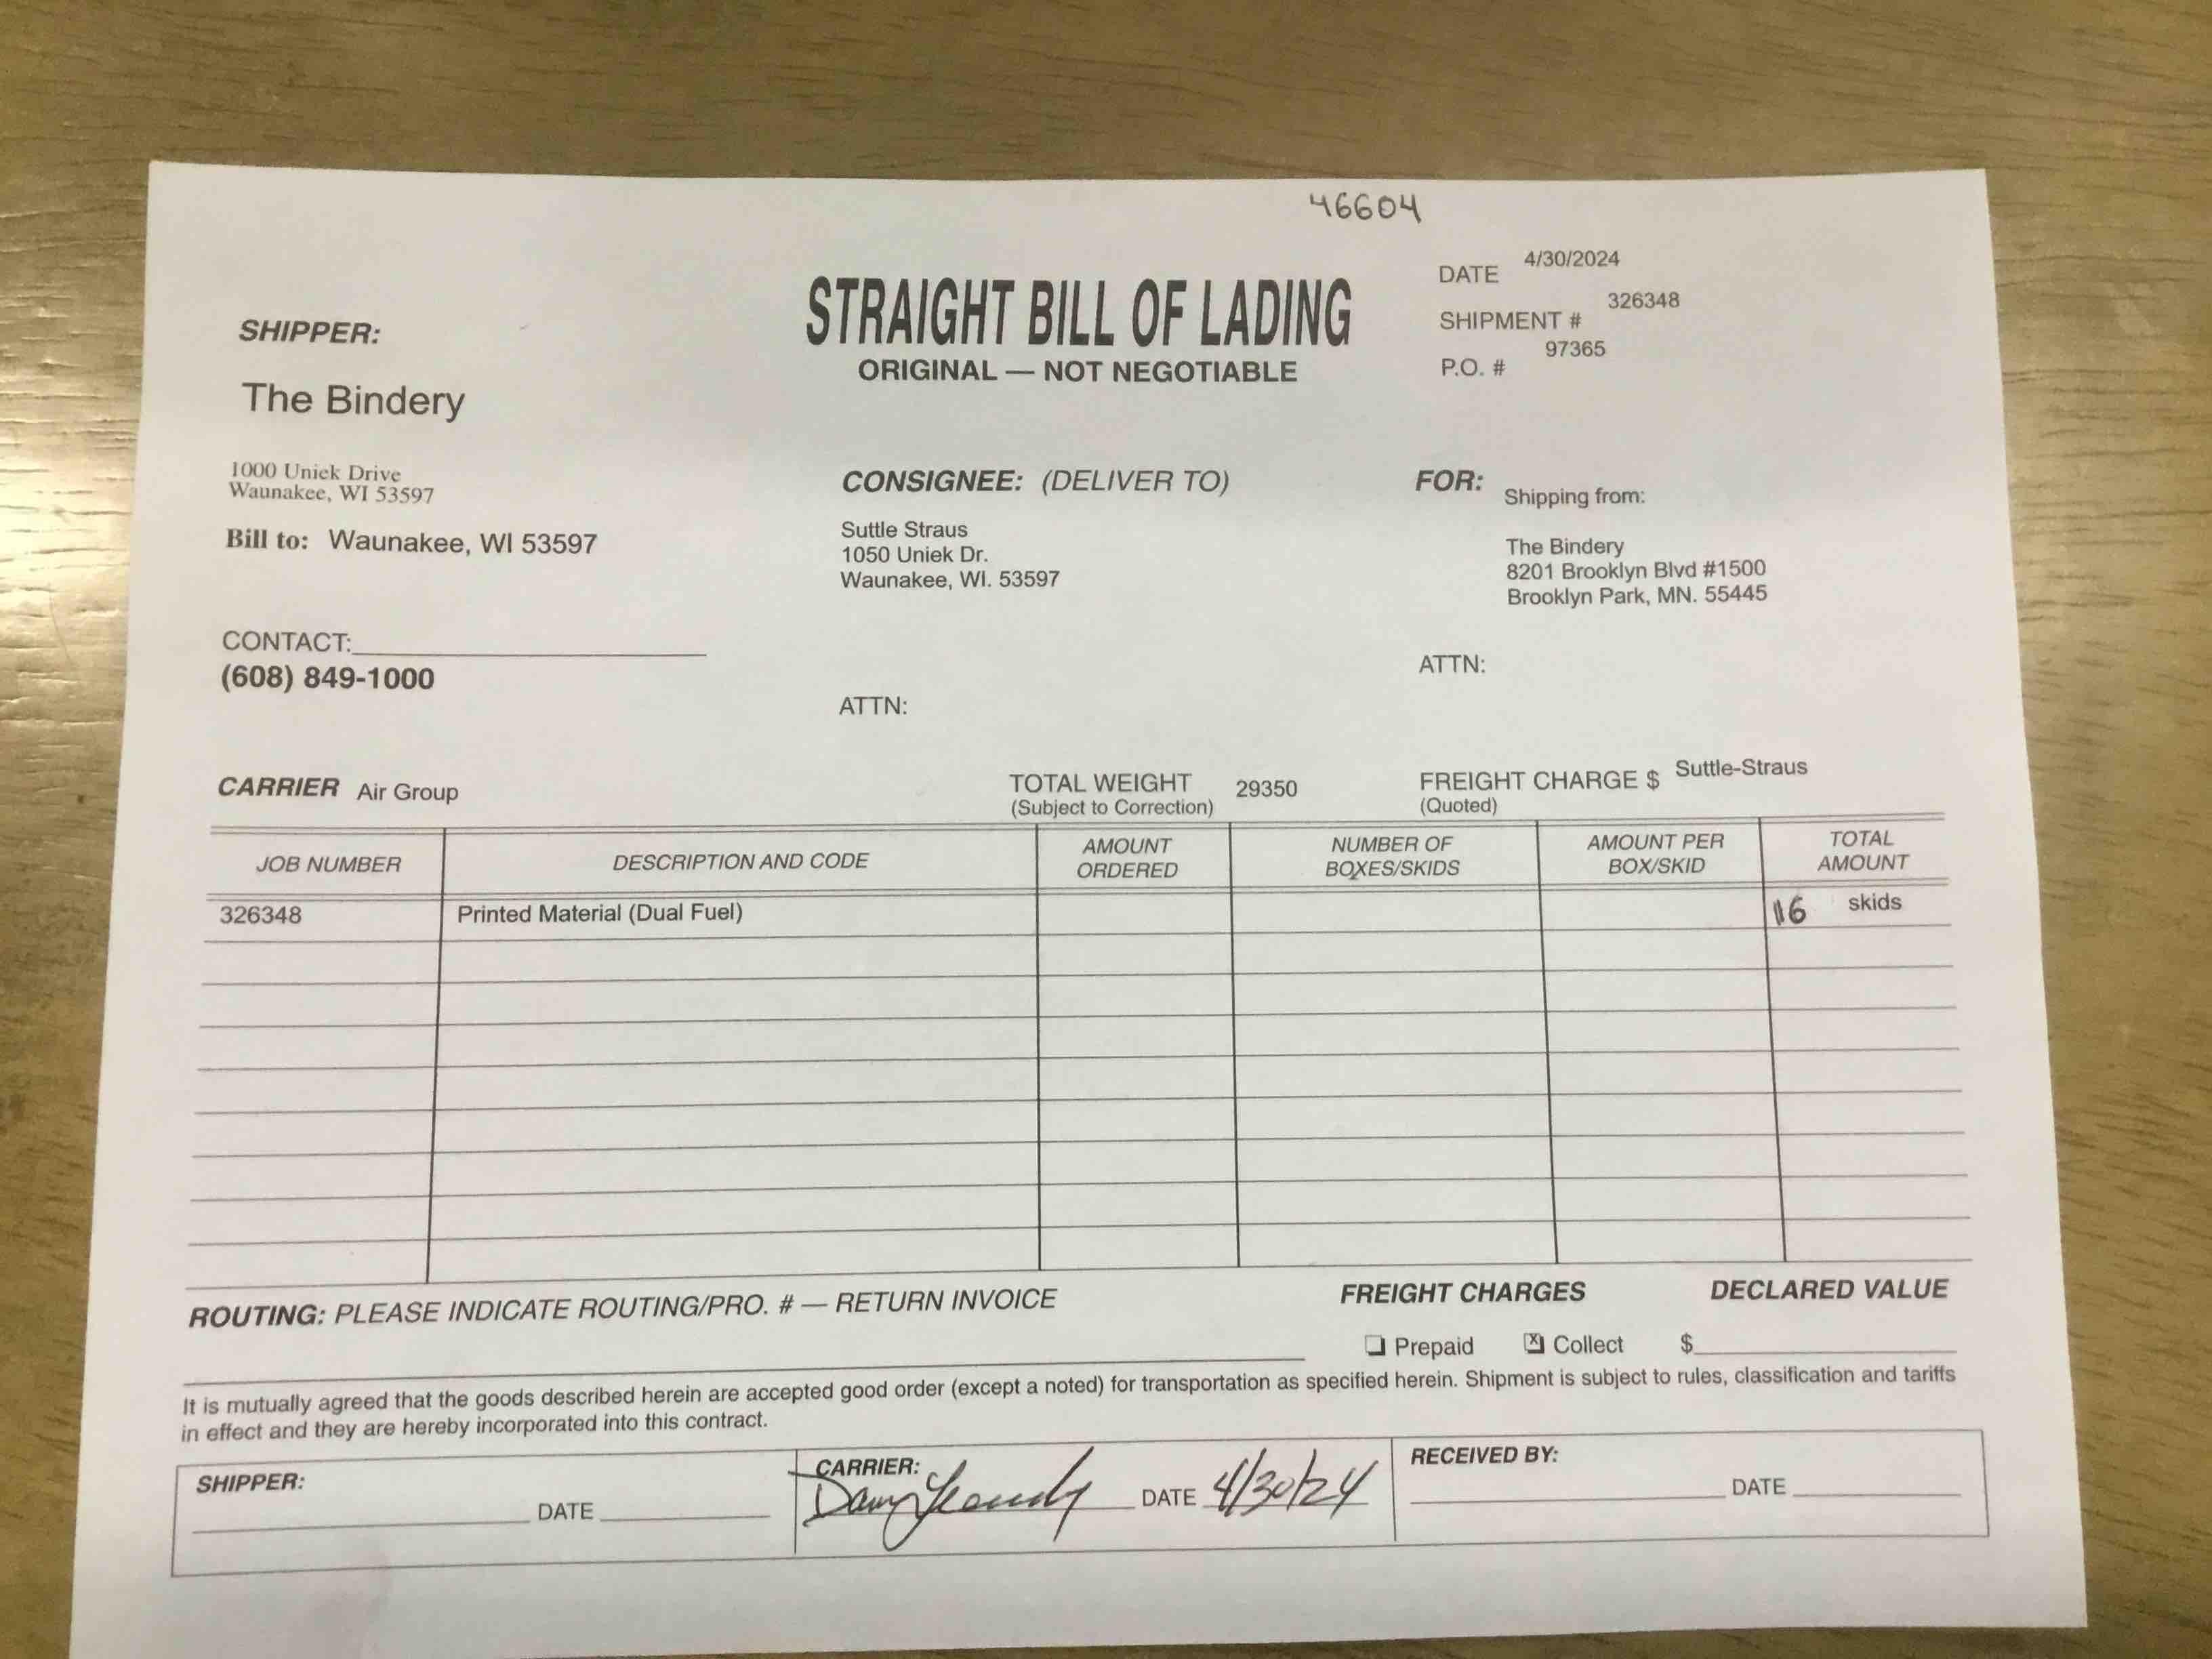 46604
STRAIGHT BILL OF LADING
ORIGINAL — NOT NEGOTIABLE
DATE 4/30/2024
SHIPMENT # 326348
P.O. # 97365
SHIPPER:
The Bindery
1000 Uniek Drive
Waunakee, WI 53597
Bill to: Waunakee, WI 53597
CONTACT:
(608) 849-1000
CONSIGNEE: (DELIVER TO)
Suttle Straus
1050 Uniek Dr.
Waunakee, WI. 53597
ATTN:
FOR: Shipping from:
The Bindery
8201 Brooklyn Blvd #1500
Brooklyn Park, MN. 55445
ATTN:
CARRIER Air Group
TOTAL WEIGHT 29350
(Subject to Correction)
FREIGHT CHARGE $ Suttle-Straus
(Quoted)
JOB NUMBER DESCRIPTION AND CODE AMOUNT ORDERED NUMBER OF BOXES/SKIDS AMOUNT PER BOX/SKID TOTAL AMOUNT
326348 Printed Material (Dual Fuel) 16 skids
ROUTING: PLEASE INDICATE ROUTING/PRO. # — RETURN INVOICE
FREIGHT CHARGES DECLARED VALUE
Prepaid Collect $
It is mutually agreed that the goods described herein are accepted good order (except a noted) for transportation as specified herein. Shipment is subject to rules, classification and tariffs
in effect and they are hereby incorporated into this contract.
SHIPPER:
DATE
CARRIER:
DATE 4/30/24
RECEIVED BY:
DATE